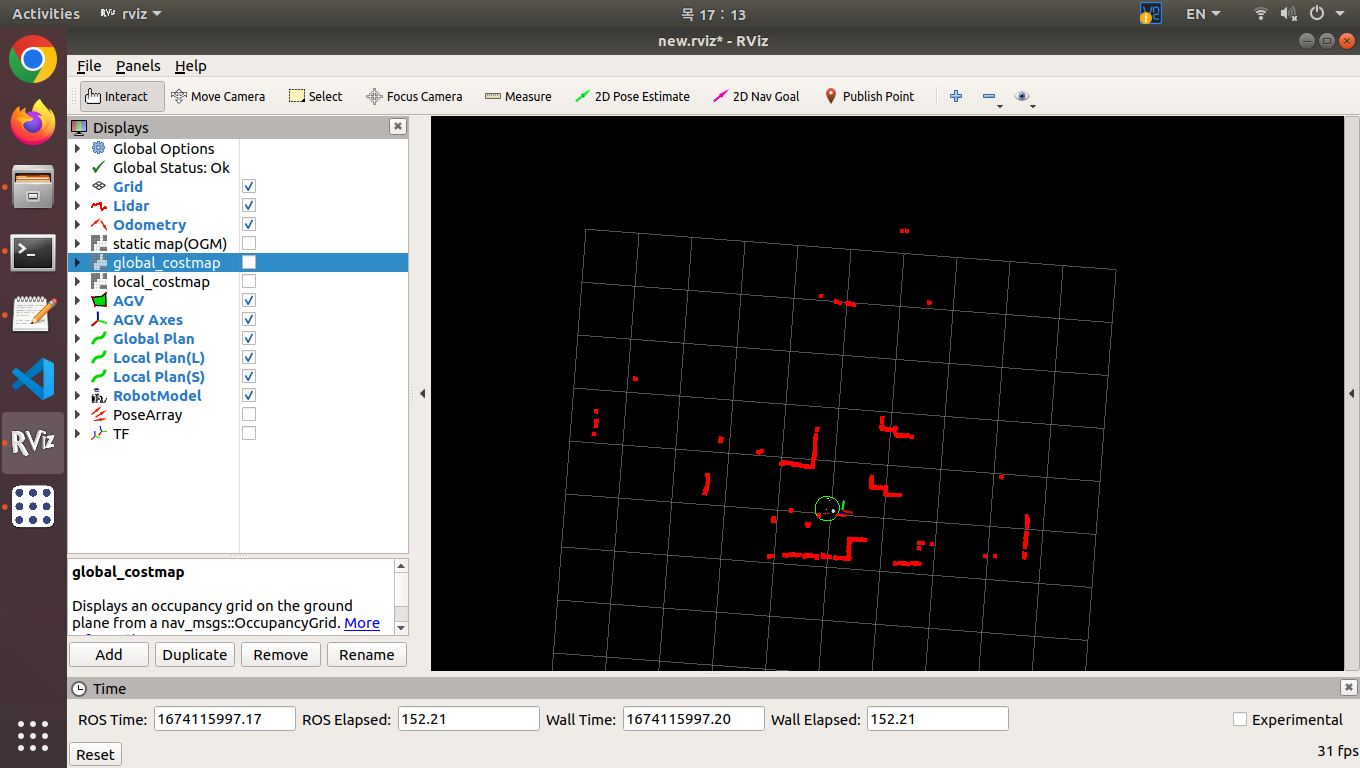 Activities rviz 목 17 : 13 EN
new.rviz* - RViz
File Panels Help
Interact Move Camera Select Focus Camera Measure 2D Pose Estimate 2D Nav Goal Publish Point
Displays
Global Options
Global Status: Ok
Grid
Lidar
Odometry
static map(OGM)
global_costmap
local_costmap
AGV
AGV Axes
Global Plan
Local Plan(L)
Local Plan(S)
RobotModel
PoseArray
TF
RViz
global_costmap
Displays an occupancy grid on the ground
plane from a nav_msgs::OccupancyGrid. More
Add Duplicate Remove Rename
Time
ROS Time: 1674115997.17 ROS Elapsed: 152.21 Wall Time: 1674115997.20 Wall Elapsed: 152.21 Experimental
Reset 31 fps